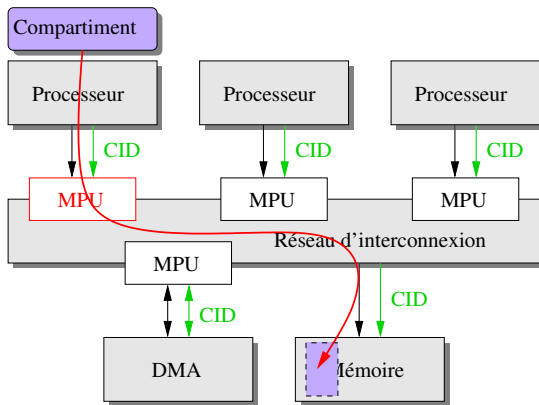 Compartiment
Processeur Processeur Processeur
CID CID CID
MPU MPU MPU
Réseau d'interconnexion
MPU
CID CID
DMA Mémoire